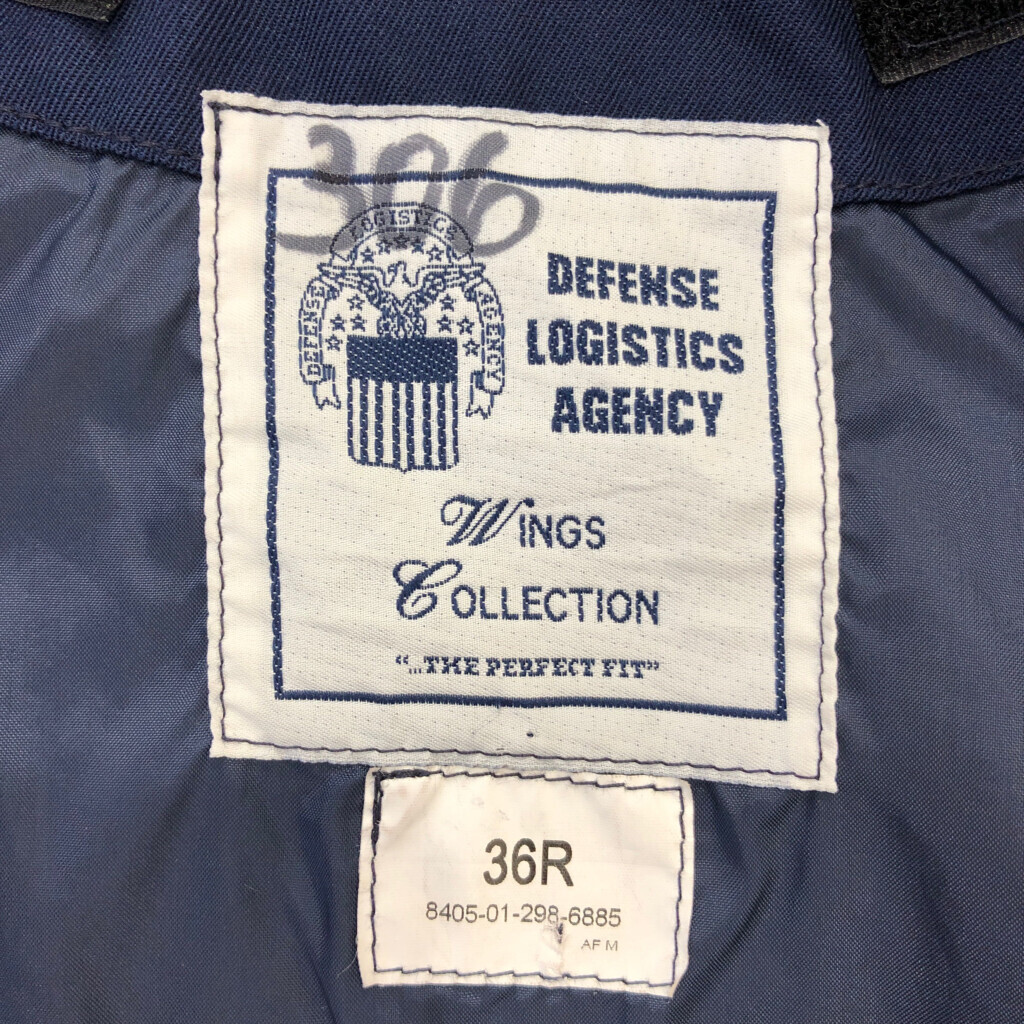 306
LOGISTICS
DEFENSE
AGENCY
DEFENSE
LOGISTICS
AGENCY
WINGS
COLLECTION
“...THE PERFECT FIT”
36R
8405-01-298-6885
AF M